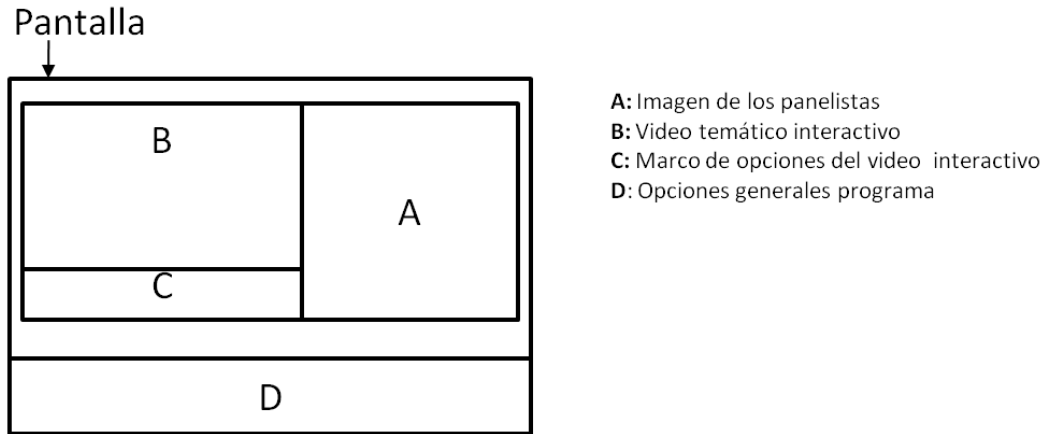 Pantalla
B
A
C
D
A: Imagen de los panelistas
B: Video temático interactivo
C: Marco de opciones del video interactivo
D: Opciones generales programa